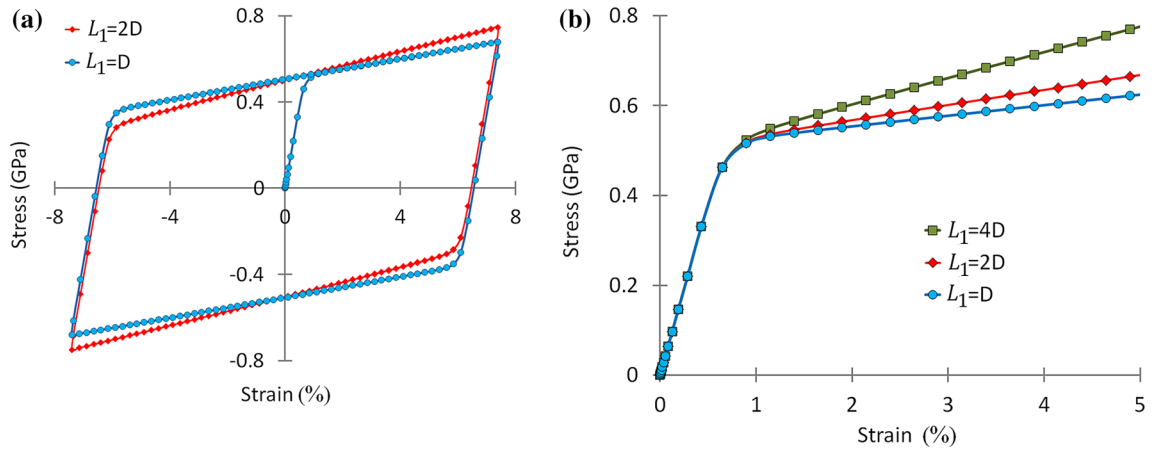 (a)
L1=2D
L1=D
0.8
0.4
0
-0.4
-0.8
-8
-4
0
4
8
Stress (GPa)
Strain (%)
(b)
0.8
0.6
0.4
0.2
0
0
1
2
3
4
5
Stress (GPa)
Strain (%)
L1=4D
L1=2D
L1=D